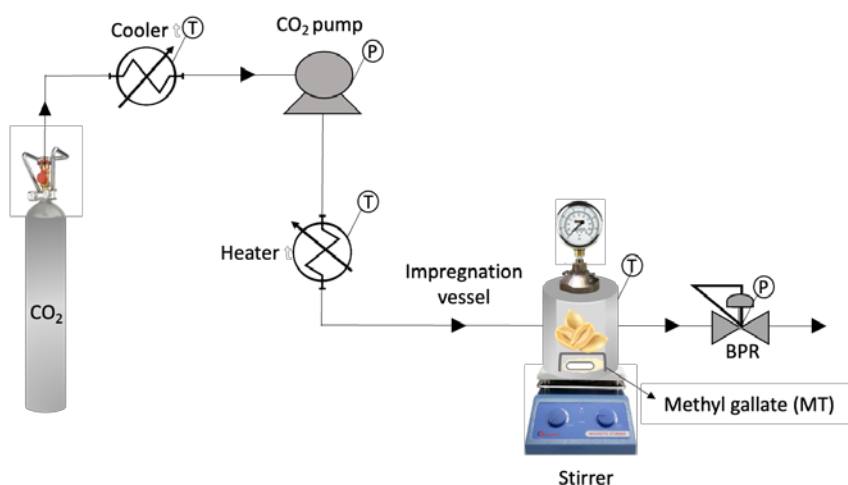 Cooler t
T
CO₂ pump
P
T
Heater t
CO₂
Impregnation
vessel
T
P
BPR
Methyl gallate (MT)
Stirrer